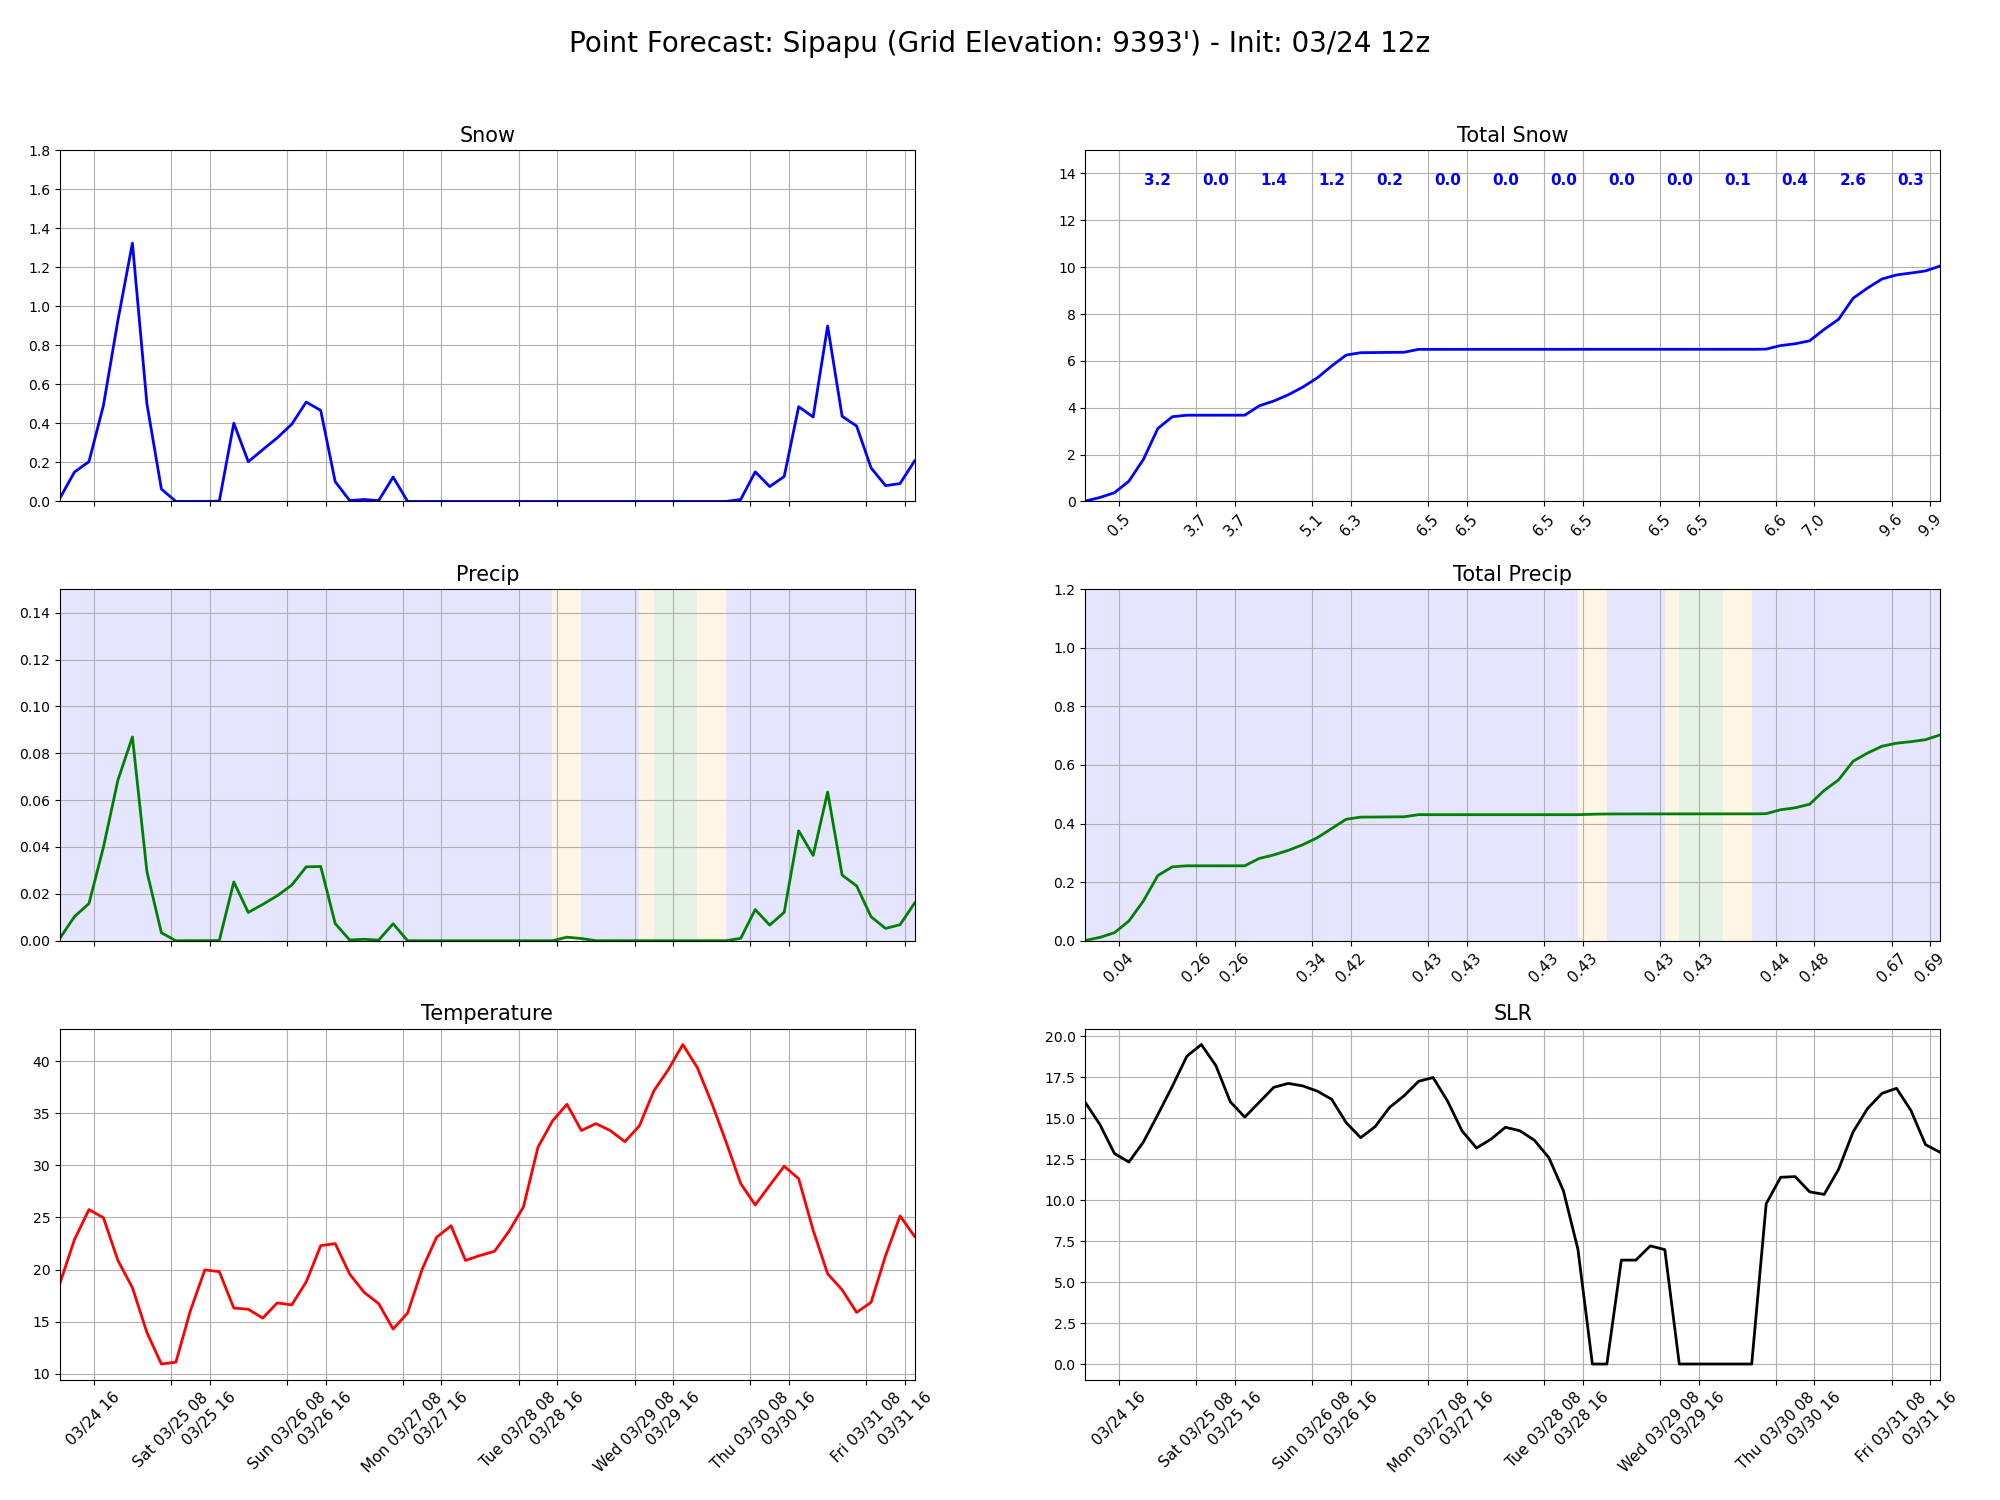 Point Forecast: Sipapu (Grid Elevation: 9393') - Init: 03/24 12z
Snow
1.8
1.6
1.4
1.2
1.0
0.8
0.6
0.4
0.2
0.0
Total Snow
14
12
10
8
6
4
2
0
3.2 0.0 1.4 1.2 0.2 0.0 0.0 0.0 0.0 0.0 0.1 0.4 2.6 0.3
0.5 3.7 3.7 5.1 6.3 6.5 6.5 6.5 6.5 6.5 6.5 6.6 7.0 9.6 9.9
Precip
0.14
0.12
0.10
0.08
0.06
0.04
0.02
0.00
Total Precip
1.2
1.0
0.8
0.6
0.4
0.2
0.0
0.04 0.26 0.26 0.34 0.42 0.43 0.43 0.43 0.43 0.43 0.43 0.44 0.48 0.67 0.69
Temperature
40
35
30
25
20
15
10
03/24 16
Sat 03/25 08
03/25 16
Sun 03/26 08
03/26 16
Mon 03/27 08
03/27 16
Tue 03/28 08
03/28 16
Wed 03/29 08
03/29 16
Thu 03/30 08
03/30 16
Fri 03/31 08
03/31 16
SLR
20.0
17.5
15.0
12.5
10.0
7.5
5.0
2.5
0.0
03/24 16
Sat 03/25 08
03/25 16
Sun 03/26 08
03/26 16
Mon 03/27 08
03/27 16
Tue 03/28 08
03/28 16
Wed 03/29 08
03/29 16
Thu 03/30 08
03/30 16
Fri 03/31 08
03/31 16